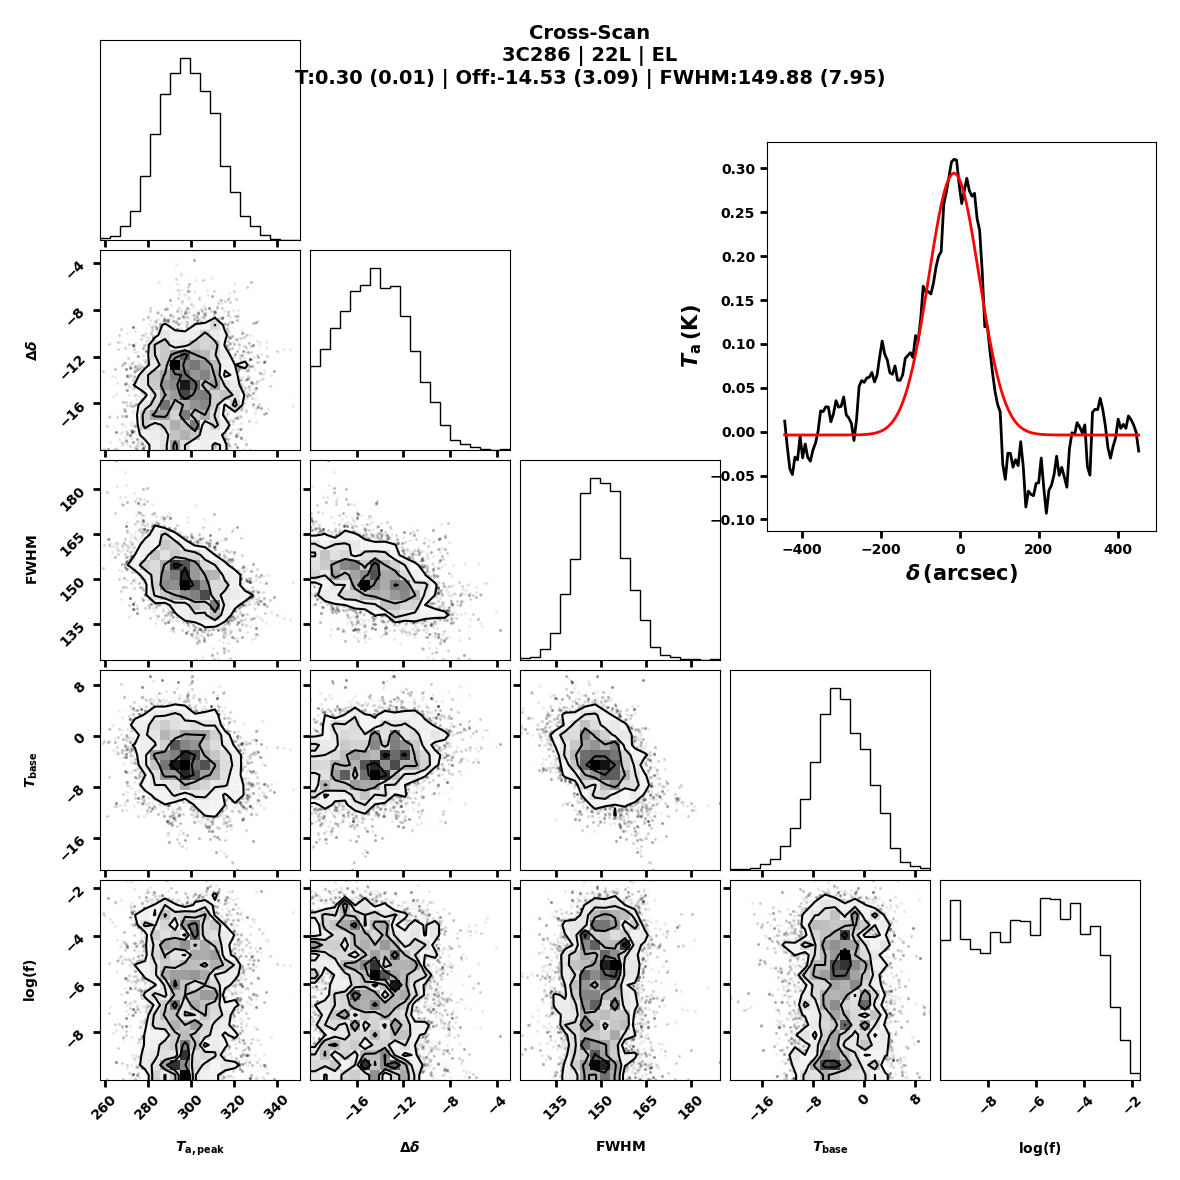 Cross-Scan
3C286 | 22L | EL
T:0.30 (0.01) | Off:-14.53 (3.09) | FWHM:149.88 (7.95)
0.30
0.25
0.20
0.15
0.10
0.05
0.00
−0.05
−0.10
Ta (K)
−400 −200 0 200 400
δ (arcsec)
−4
−8
−12
−16
Δδ
180
165
150
135
FWHM
8
0
−8
−16
Tbase
−2
−4
−6
−8
log(f)
260 280 300 320 340
−16 −12 −8 −4
135 150 165 180
−16 −8 0 8
−8 −6 −4 −2
Ta, peak
Δδ
FWHM
Tbase
log(f)